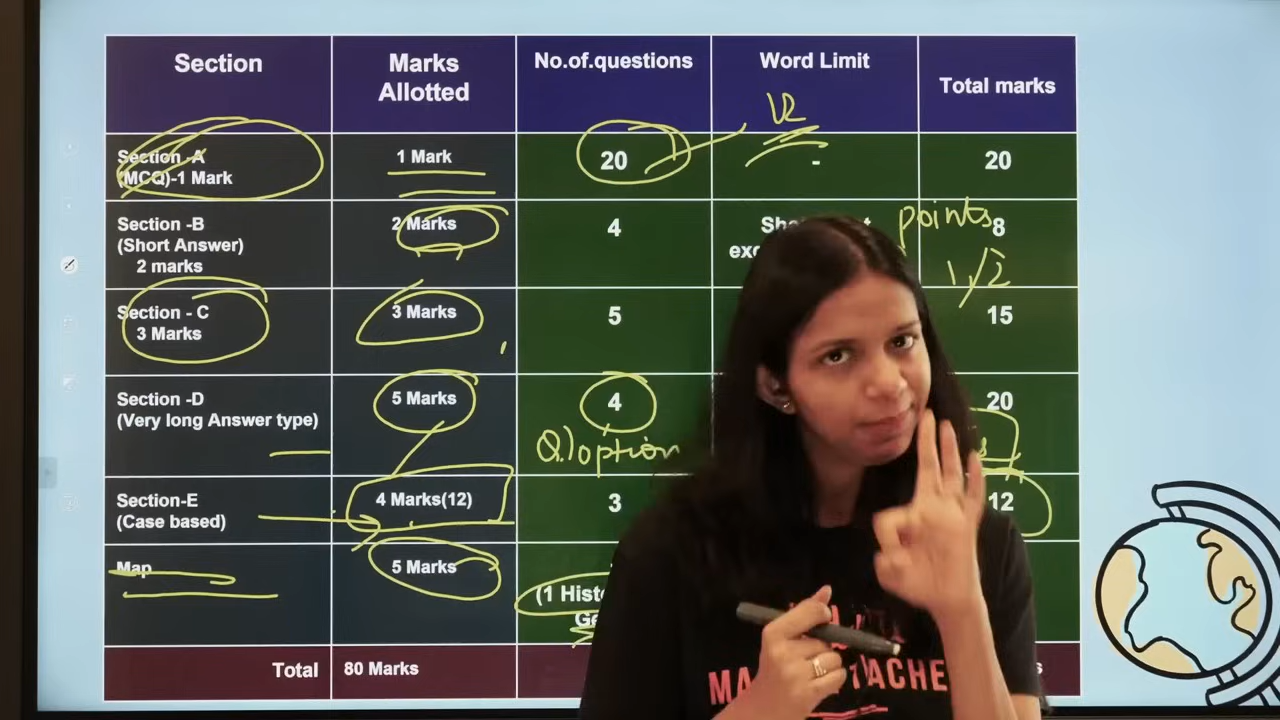 Section
Marks
Allotted
No.of.questions
Word Limit
Total marks
Section -A
(MCQ)-1 Mark
1 Mark
20
-
20
Section -B
(Short Answer)
2 marks
2 Marks
4
points
8
1/2
Section - C
3 Marks
3 Marks
5
15
Section -D
(Very long Answer type)
5 Marks
4
Q.1option
20
Section-E
(Case based)
4 Marks(12)
3
12
Map
5 Marks
(1
Total
80 Marks